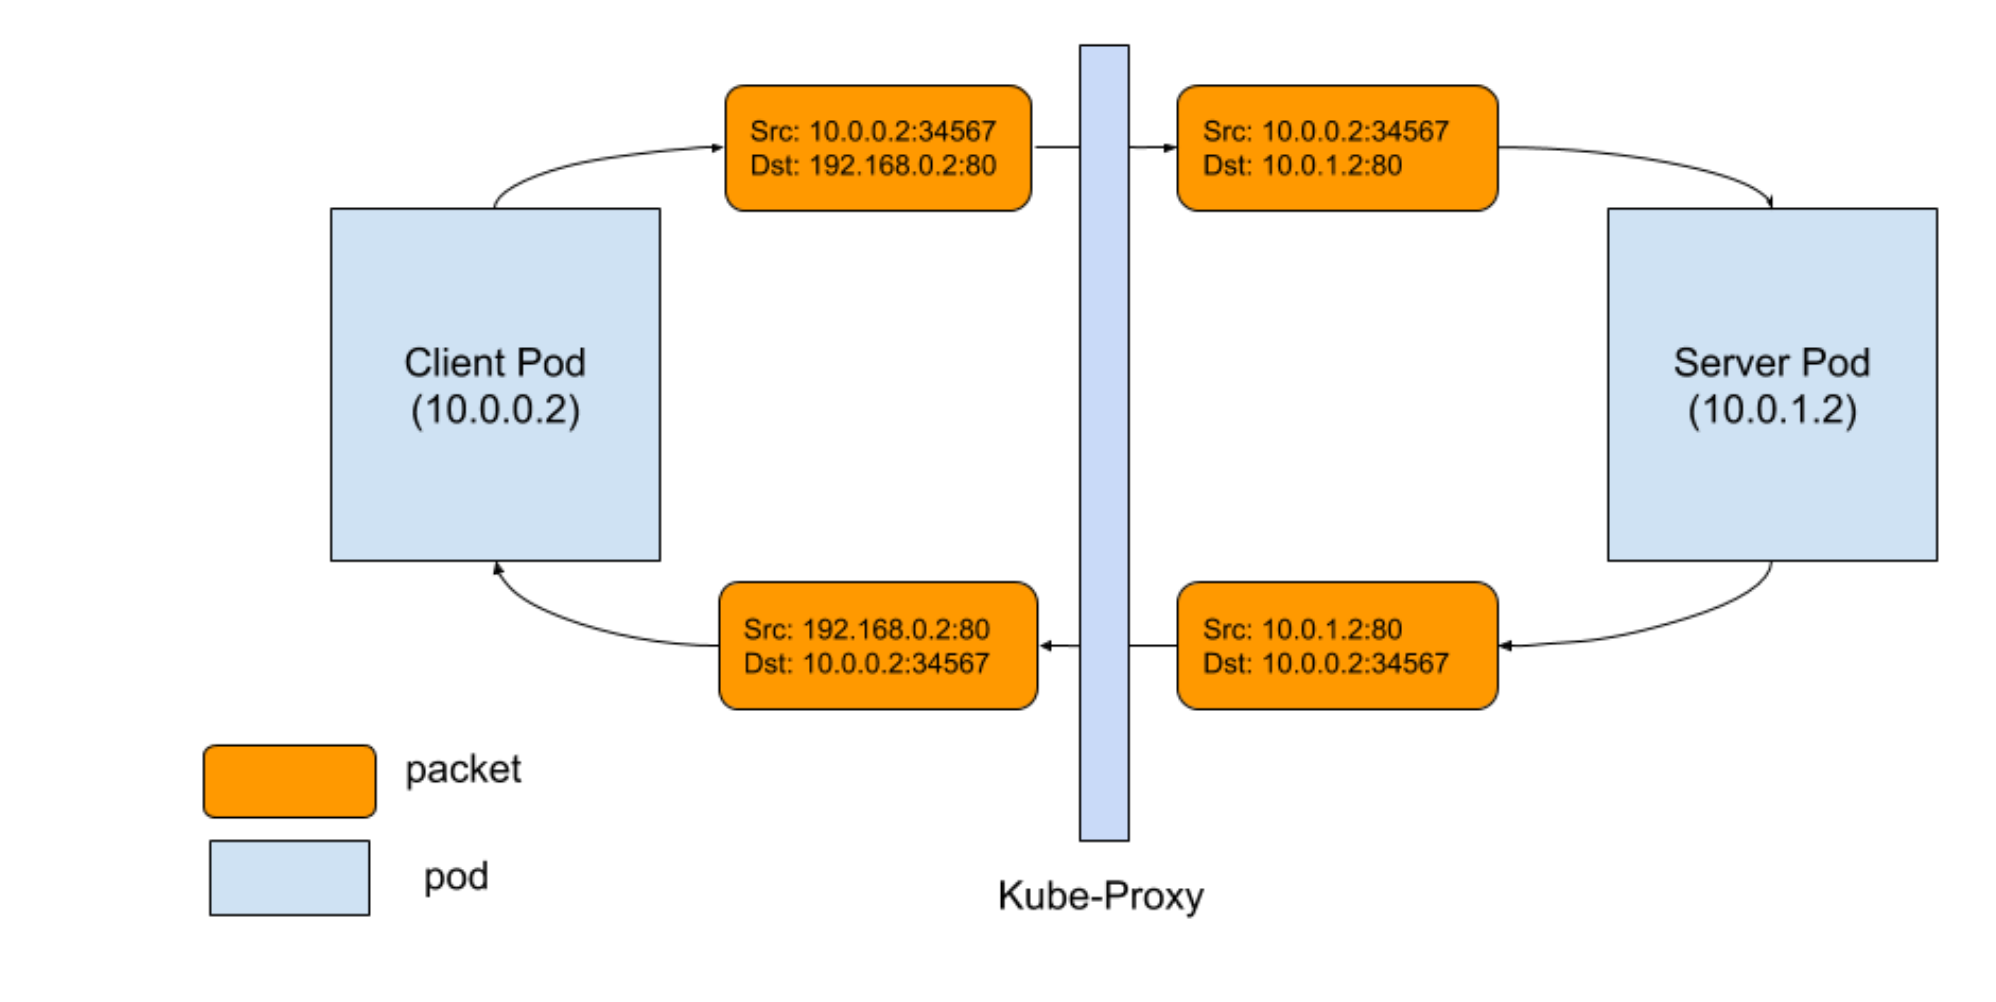 Src: 10.0.0.2:34567
Dst: 192.168.0.2:80
Src: 10.0.0.2:34567
Dst: 10.0.1.2:80
Client Pod
(10.0.0.2)
Server Pod
(10.0.1.2)
Src: 192.168.0.2:80
Dst: 10.0.0.2:34567
Src: 10.0.1.2:80
Dst: 10.0.0.2:34567
packet
pod
Kube-Proxy